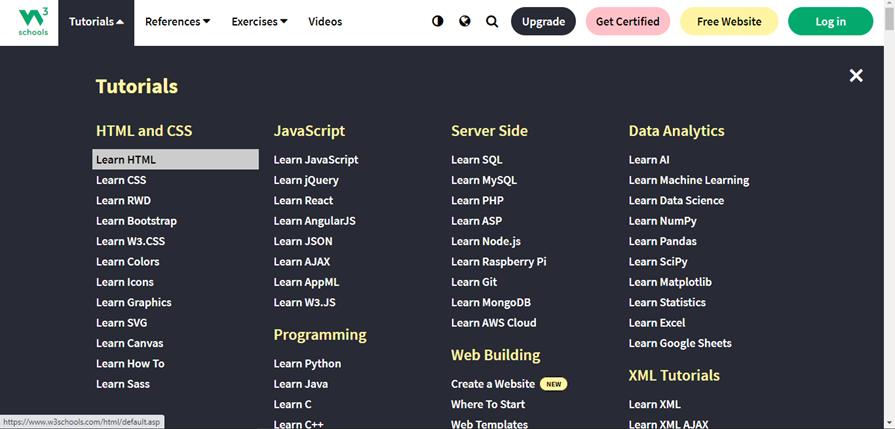 W3
schools
Tutorials
References
Exercises
Videos
Upgrade
Get Certified
Free Website
Log in
Tutorials
HTML and CSS
Learn HTML
Learn CSS
Learn RWD
Learn Bootstrap
Learn W3.CSS
Learn Colors
Learn Icons
Learn Graphics
Learn SVG
Learn Canvas
Learn How To
Learn Sass
JavaScript
Learn JavaScript
Learn jQuery
Learn React
Learn AngularJS
Learn JSON
Learn AJAX
Learn AppML
Learn W3.JS
Programming
Learn Python
Learn Java
Learn C
Learn C++
Server Side
Learn SQL
Learn MySQL
Learn PHP
Learn ASP
Learn Node.js
Learn Raspberry Pi
Learn Git
Learn MongoDB
Learn AWS Cloud
Web Building
Create a Website NEW
Where To Start
Web Templates
Data Analytics
Learn AI
Learn Machine Learning
Learn Data Science
Learn NumPy
Learn Pandas
Learn SciPy
Learn Matplotlib
Learn Statistics
Learn Excel
Learn Google Sheets
XML Tutorials
Learn XML
Learn XML AJAX
https://www.w3schools.com/html/default.asp